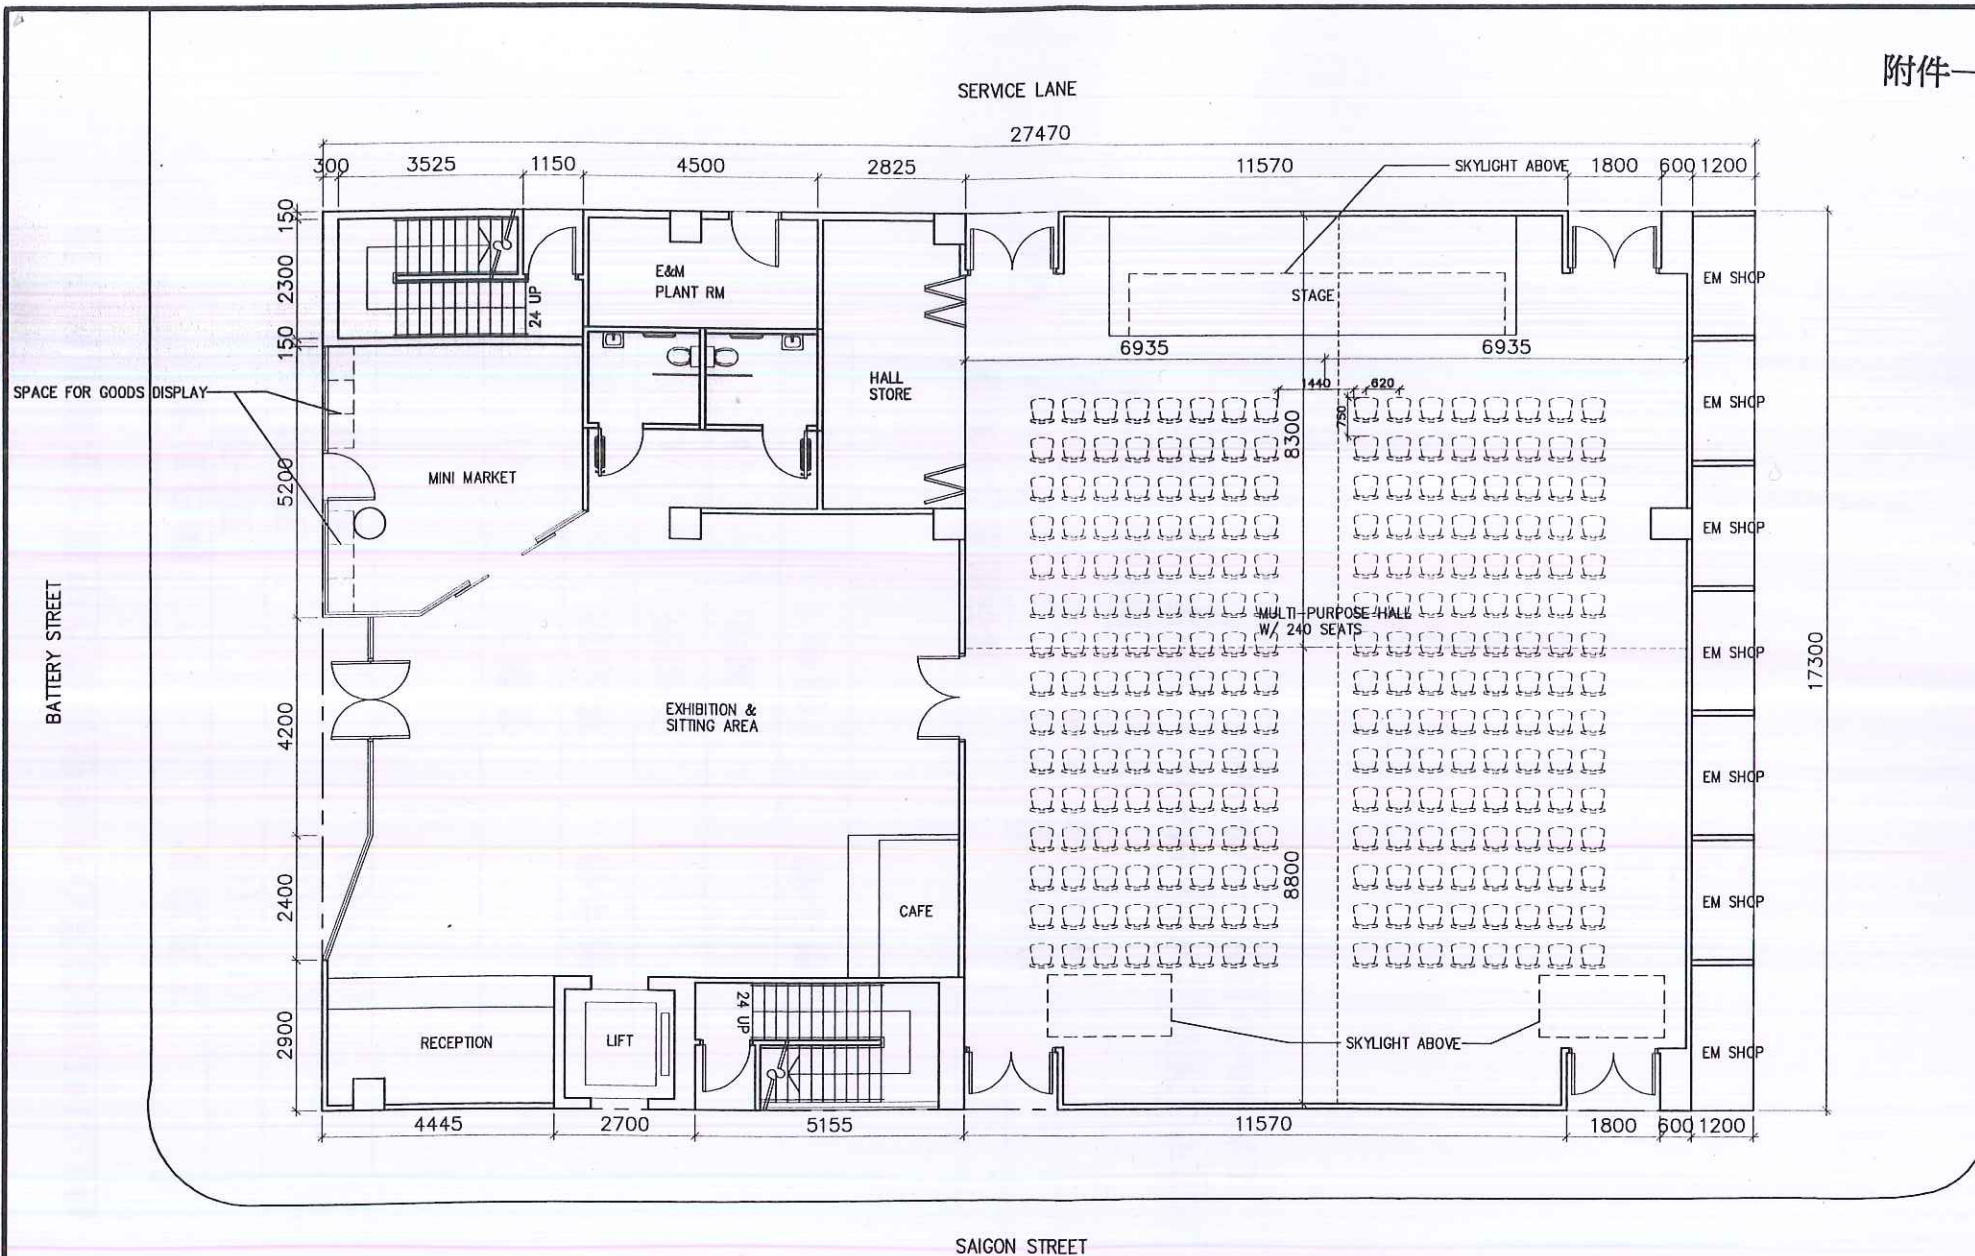 附件一
SERVICE LANE
27470
300
3525
1150
4500
2825
11570
SKYLIGHT ABOVE
1800
600
1200
150
2300
150
5200
4200
2400
2900
24 UP
E&M
PLANT RM
STAGE
EM SHOP
6935
6935
SPACE FOR GOODS DISPLAY
HALL
STORE
1440
620
750
8300
EM SHOP
MINI MARKET
EM SHOP
BATTERY STREET
MULTI-PURPOSE HALL
W/ 240 SEATS
EM SHOP
17300
EXHIBITION &
SITTING AREA
EM SHOP
8800
CAFE
EM SHOP
24 UP
RECEPTION
LIFT
SKYLIGHT ABOVE
EM SHOP
4445
2700
5155
11570
1800
600
1200
SAIGON STREET